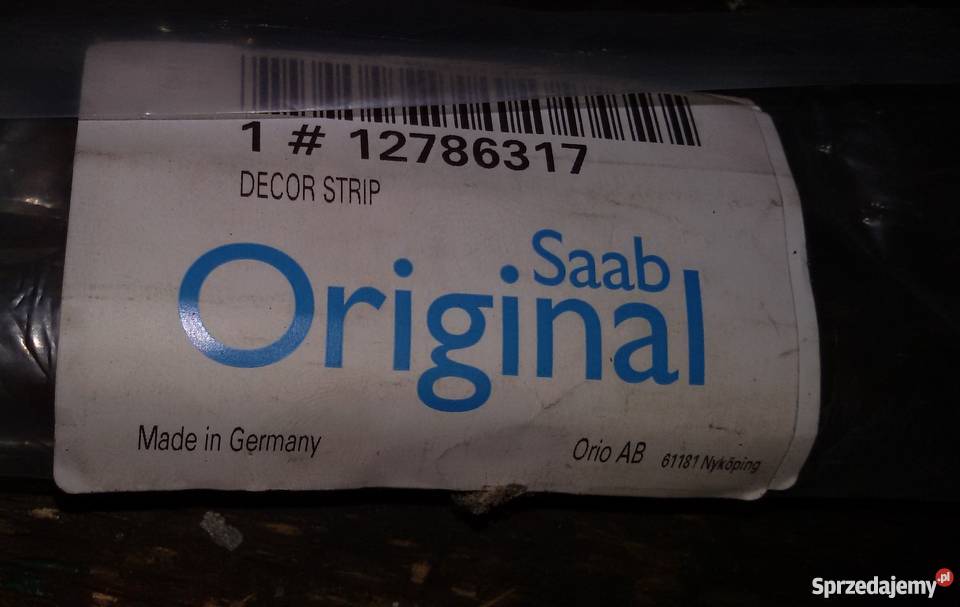 1 # 12786317
DECOR STRIP
Saab
Original
Made in Germany
Orio AB 61181 Nyköping
Sprzedajemy.pl